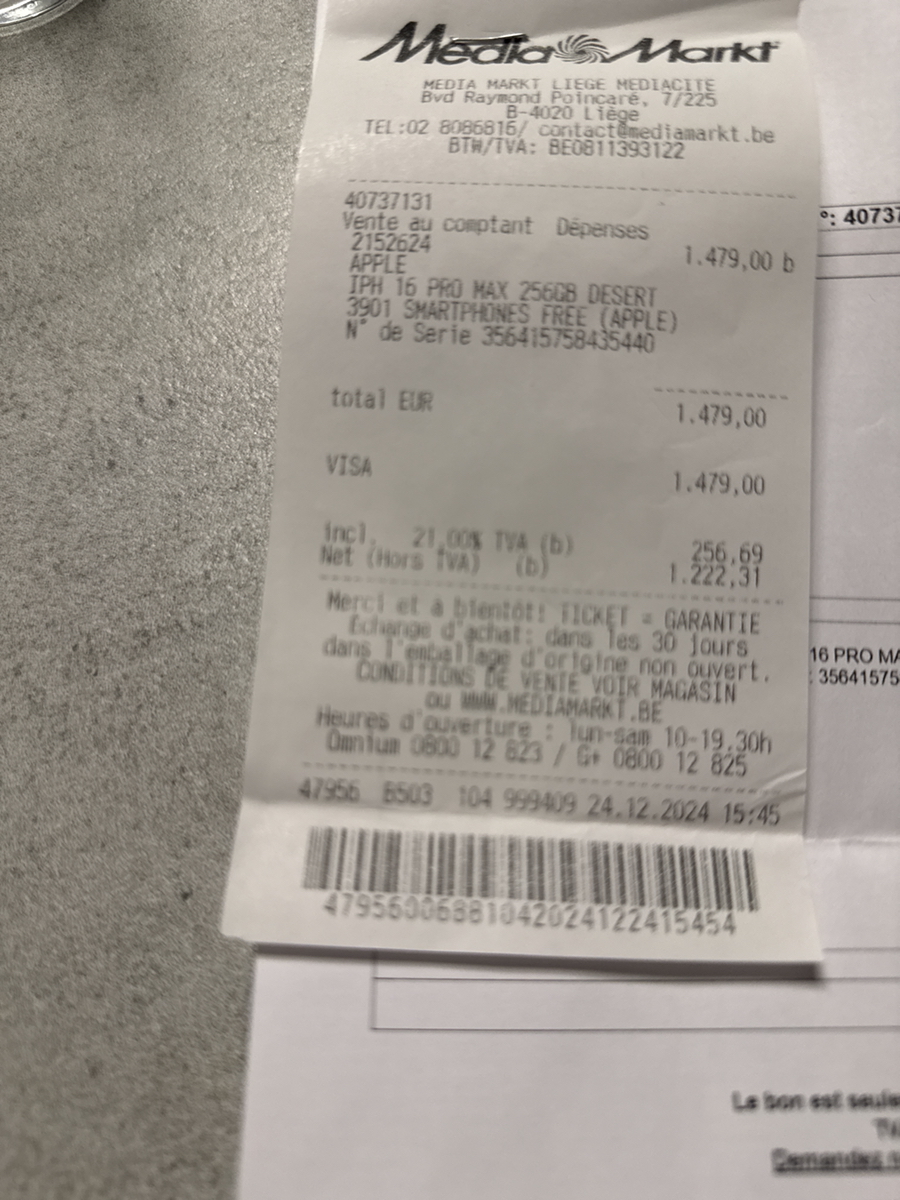 Media Markt
MEDIA MARKT LIEGE MEDIACITE
Bvd Raymond Poincaré, 7/225
B-4020 Liège
TEL:02 8086816/ contact@mediamarkt.be
BTW/TVA: BE0811393122
40737131
Vente au comptant Dépenses
2152624 1.479,00 b
APPLE
IPH 16 PRO MAX 256GB DESERT
3901 SMARTPHONES FREE (APPLE)
N° de Serie 356415758435440
total EUR 1.479,00
VISA 1.479,00
incl. 21,00% TVA (b) 256,69
Net (Hors TVA) (b) 1.222,31
Merci et à bientôt! TICKET = GARANTIE
Echange d'achat: dans les 30 jours
dans l'emballage d'origine non ouvert.
CONDITIONS DE VENTE VOIR MAGASIN
ou WWW.MEDIAMARKT.BE
Heures d'ouverture : lun-sam 10-19.30h
Omnium 0800 12 823 / G+ 0800 12 825
47956 B503 104 999409 24.12.2024 15:45
°: 40737
16 PRO MA
: 35641575
Le bon est seule
Demandez